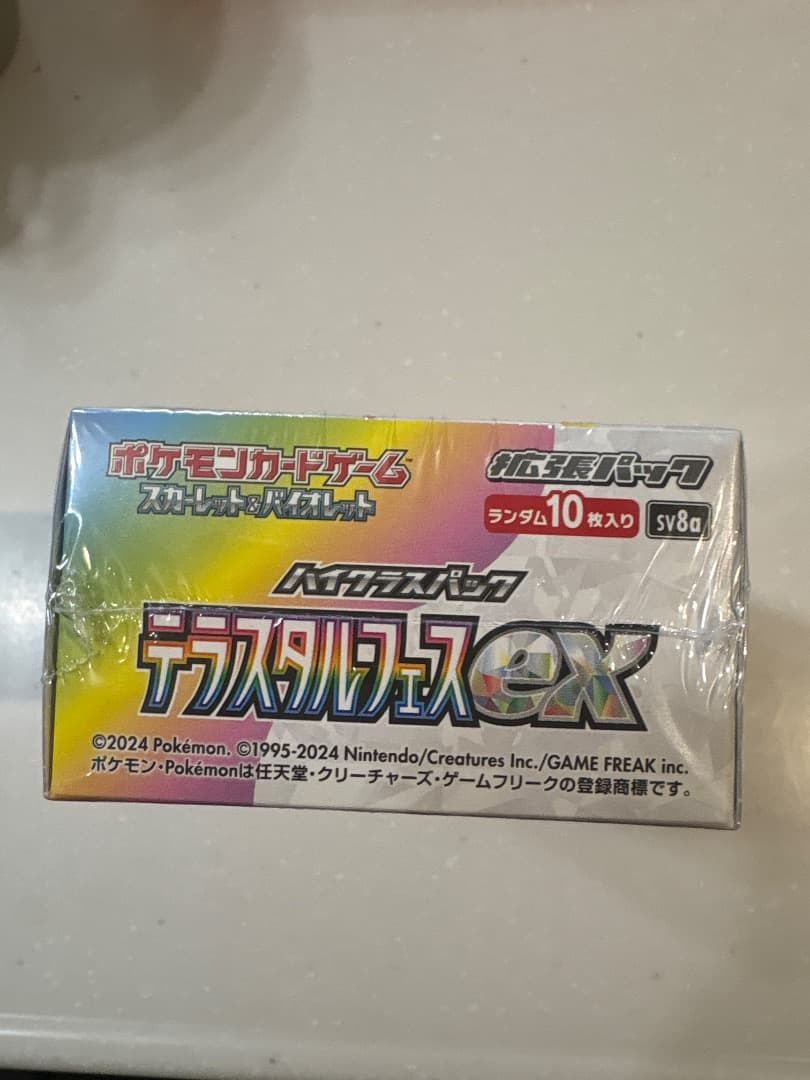 ポケモンカードゲーム™
スカーレット&バイオレット
拡張パック
ランダム10枚入り
sv8a
ハイクラスパック
テラスタルフェスex
©2024 Pokémon. ©1995-2024 Nintendo/Creatures Inc./GAME FREAK inc.
ポケモン・Pokémonは任天堂・クリーチャーズ・ゲームフリークの登録商標です。